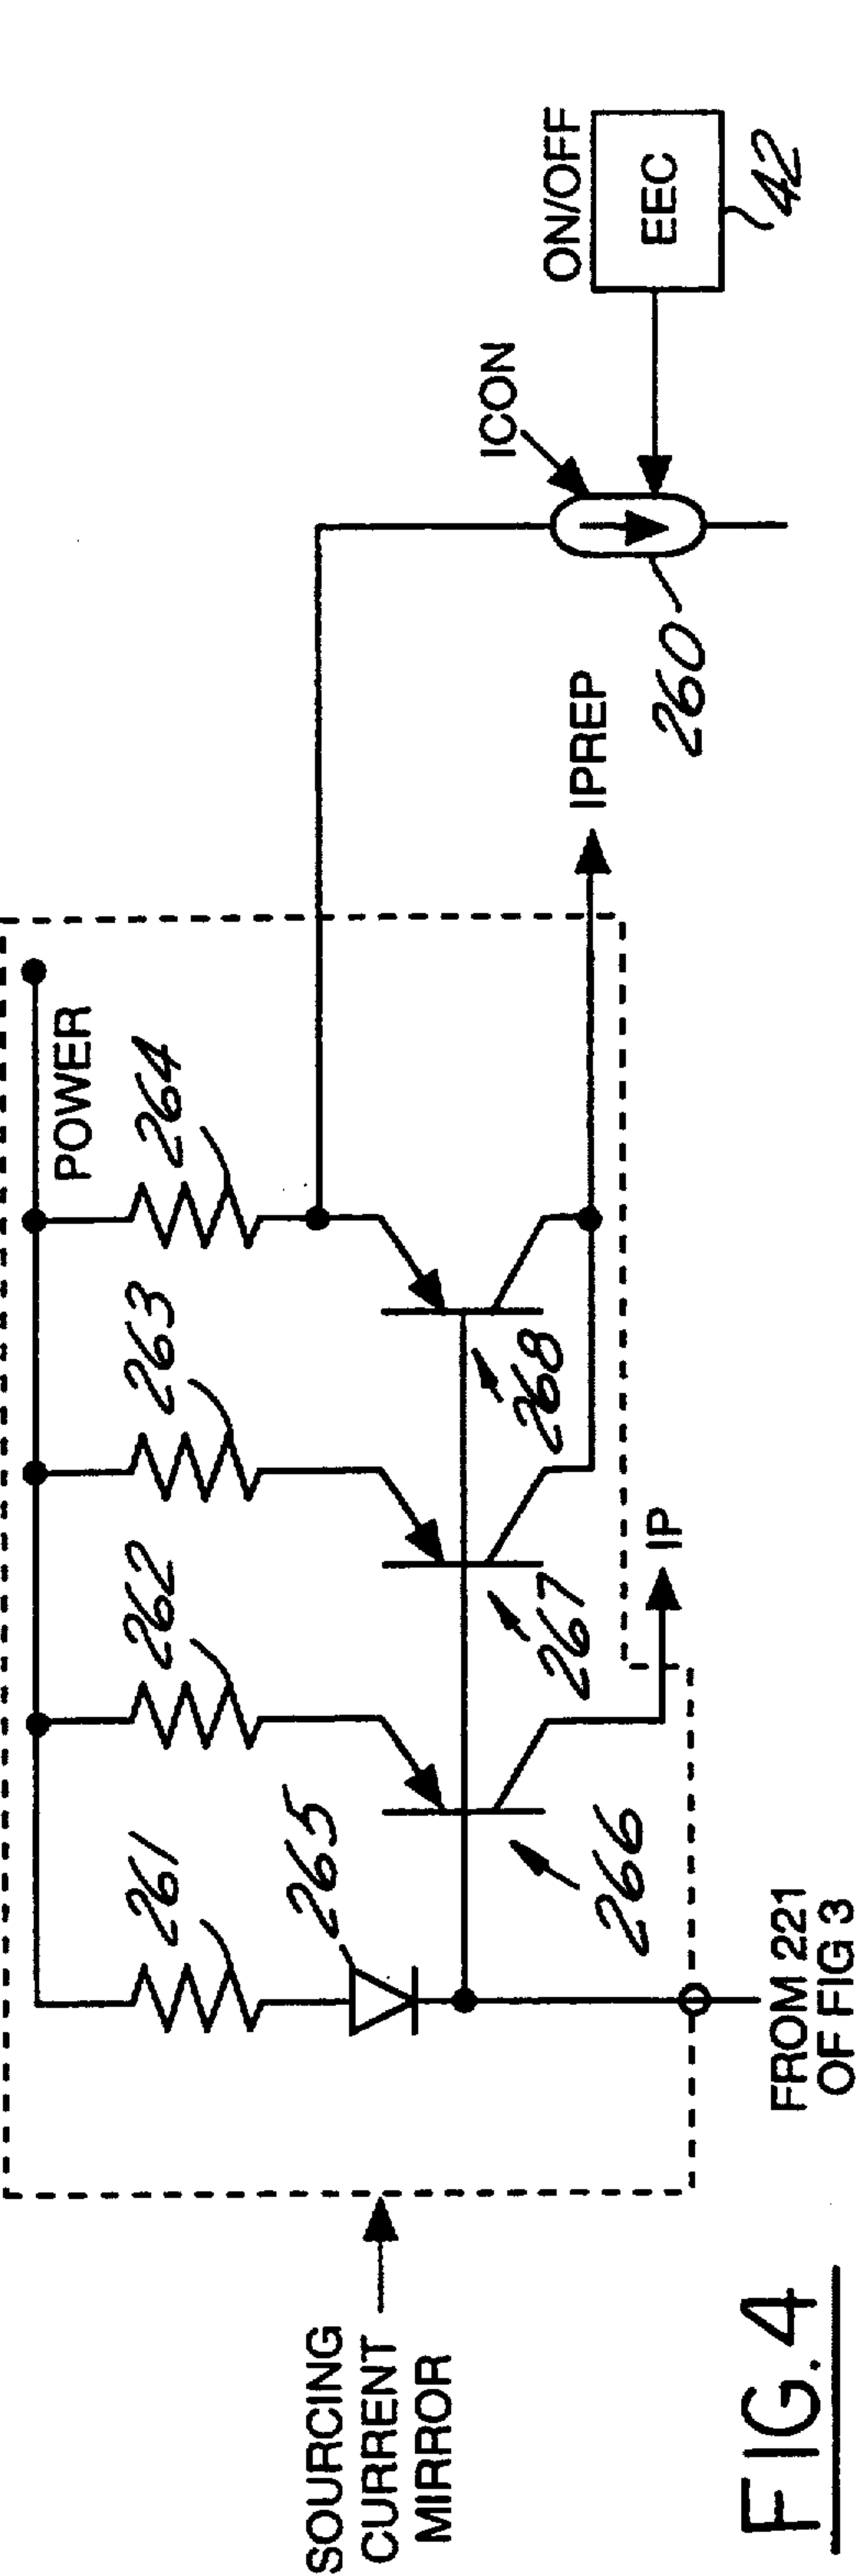 POWER
261
262
263
264
265
266
267
268
SOURCING
CURRENT
MIRROR
IP
IPREP
ICON
260
ON/OFF
EEC
42
FROM 221
OF FIG 3
FIG. 4